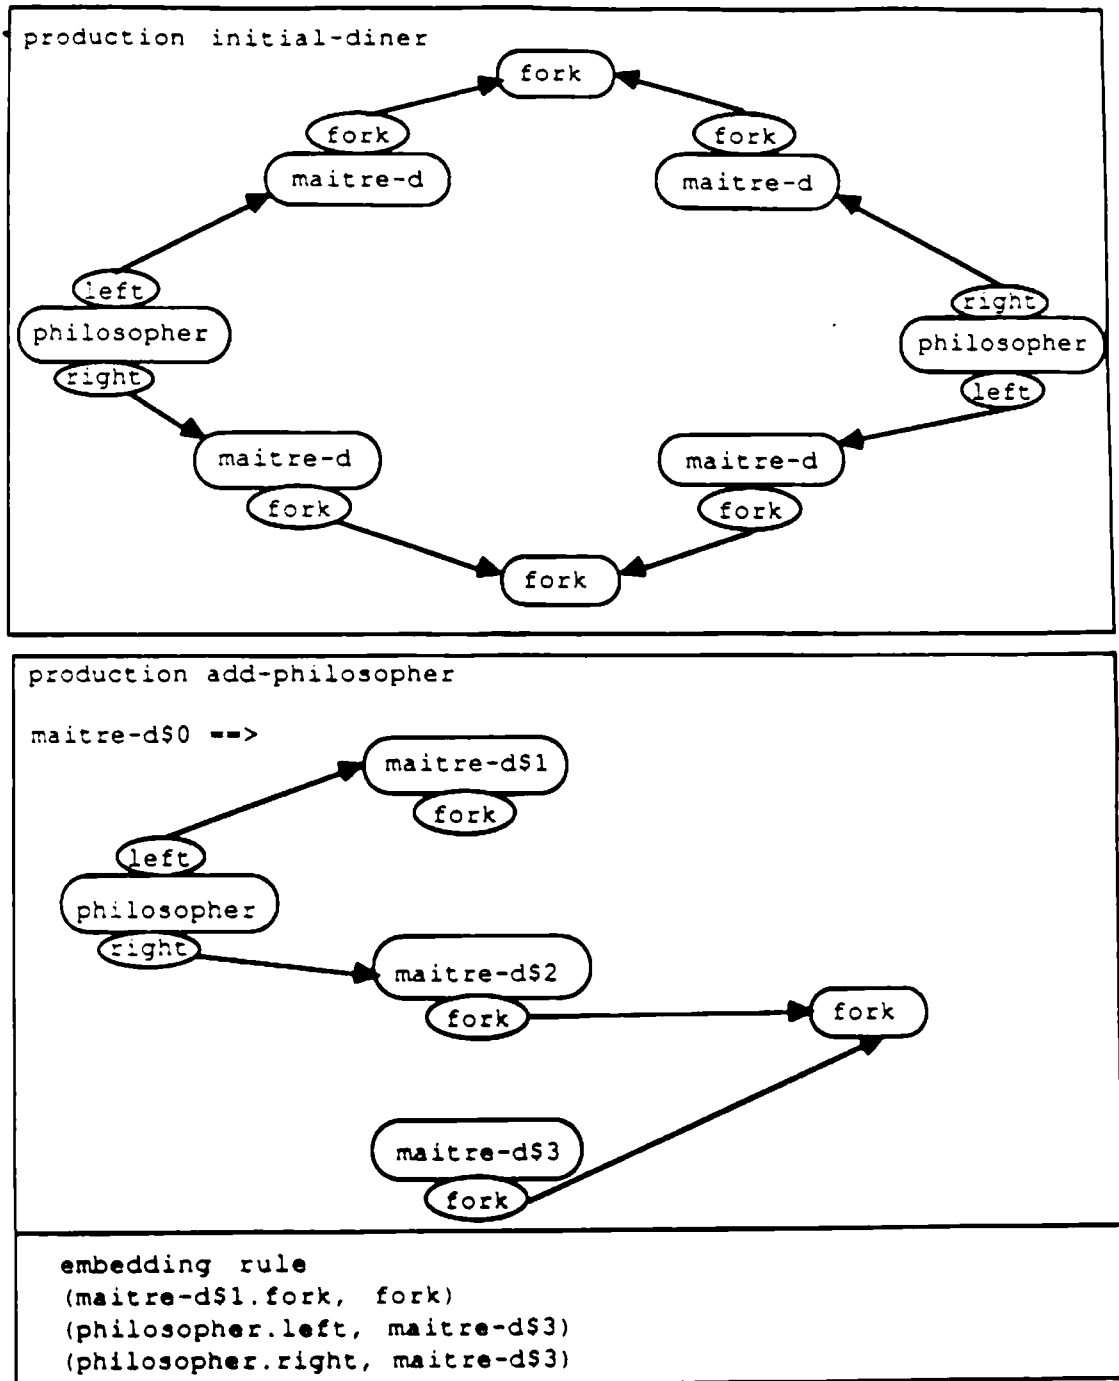 production initial-diner
fork
fork
fork
maitre-d
maitre-d
left
right
philosopher
philosopher
right
left
maitre-d
maitre-d
fork
fork
fork
production add-philosopher
maitre-d$0 ==>
maitre-d$1
fork
left
philosopher
right
maitre-d$2
fork
fork
maitre-d$3
fork
embedding rule
(maitre-d$1.fork, fork)
(philosopher.left, maitre-d$3)
(philosopher.right, maitre-d$3)